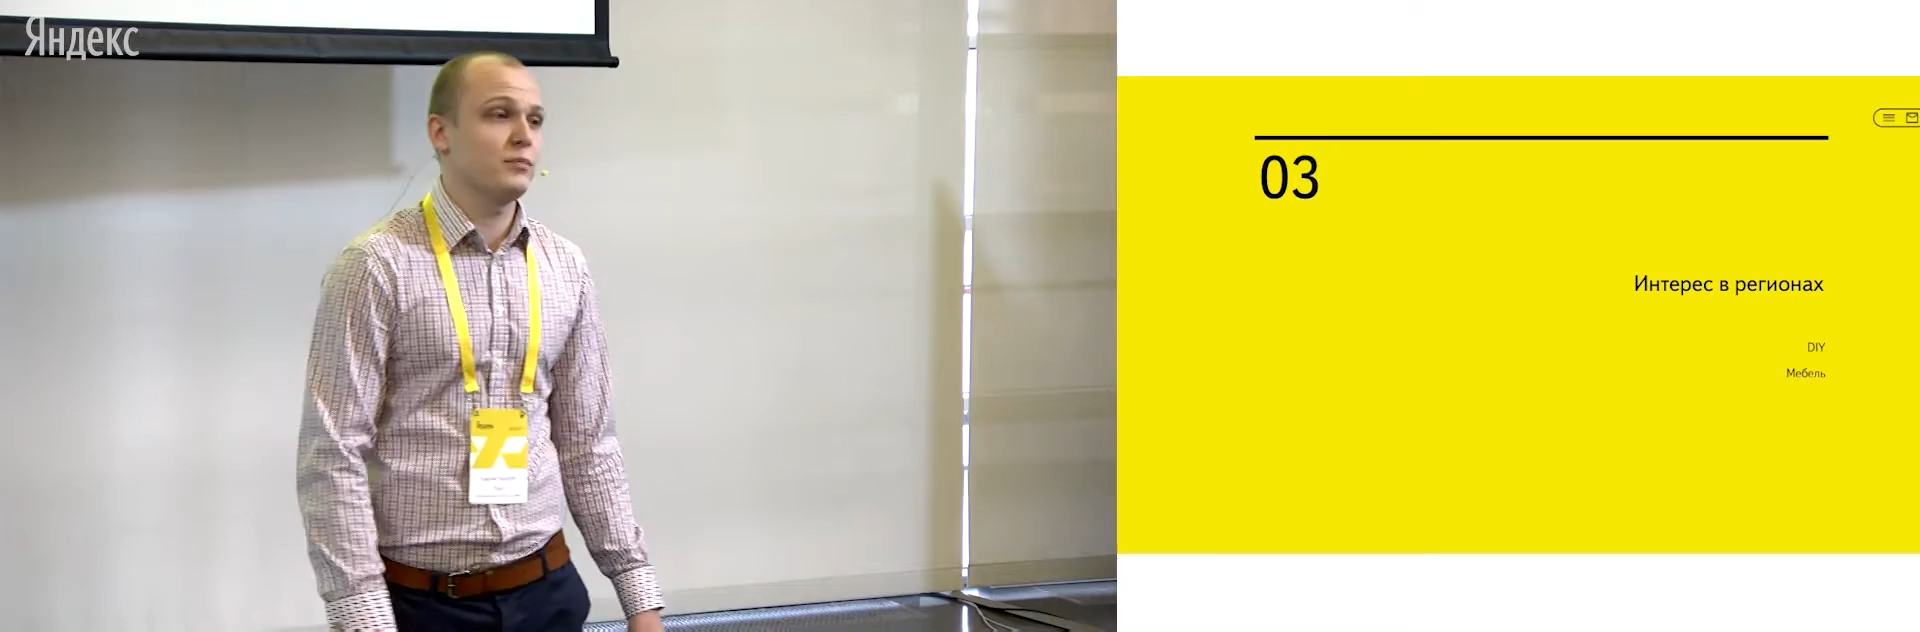 Яндекс
03
Интерес в регионах
DIY
Мебель